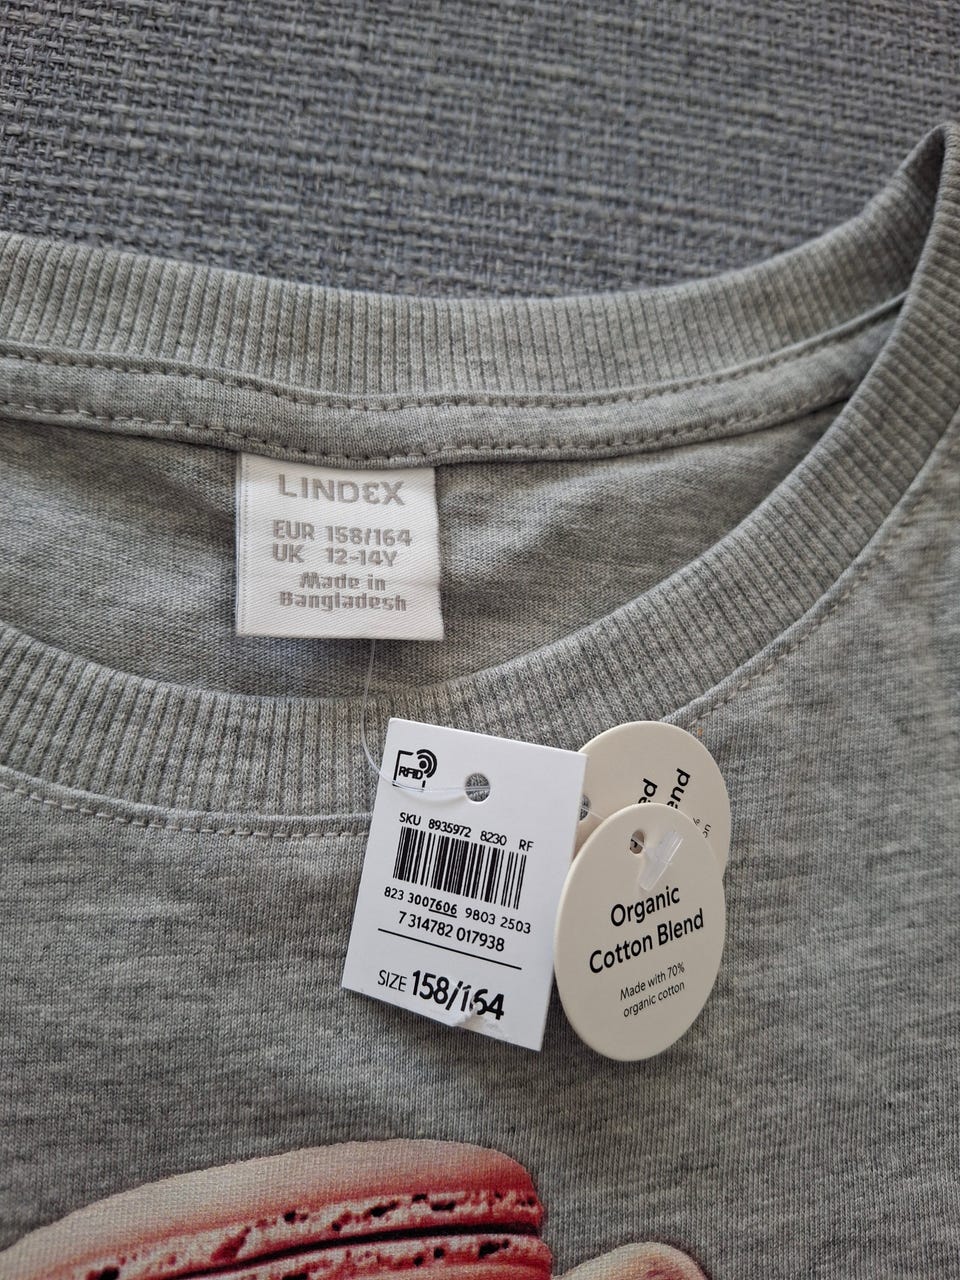 LINDEX
EUR 158/164
UK 12-14Y
Made in
Bangladesh
RFID
SKU 8935972 8230 RF
823 3007606 9803 2503
7 314782 017938
SIZE 158/164
Organic
Cotton Blend
Made with 70%
organic cotton